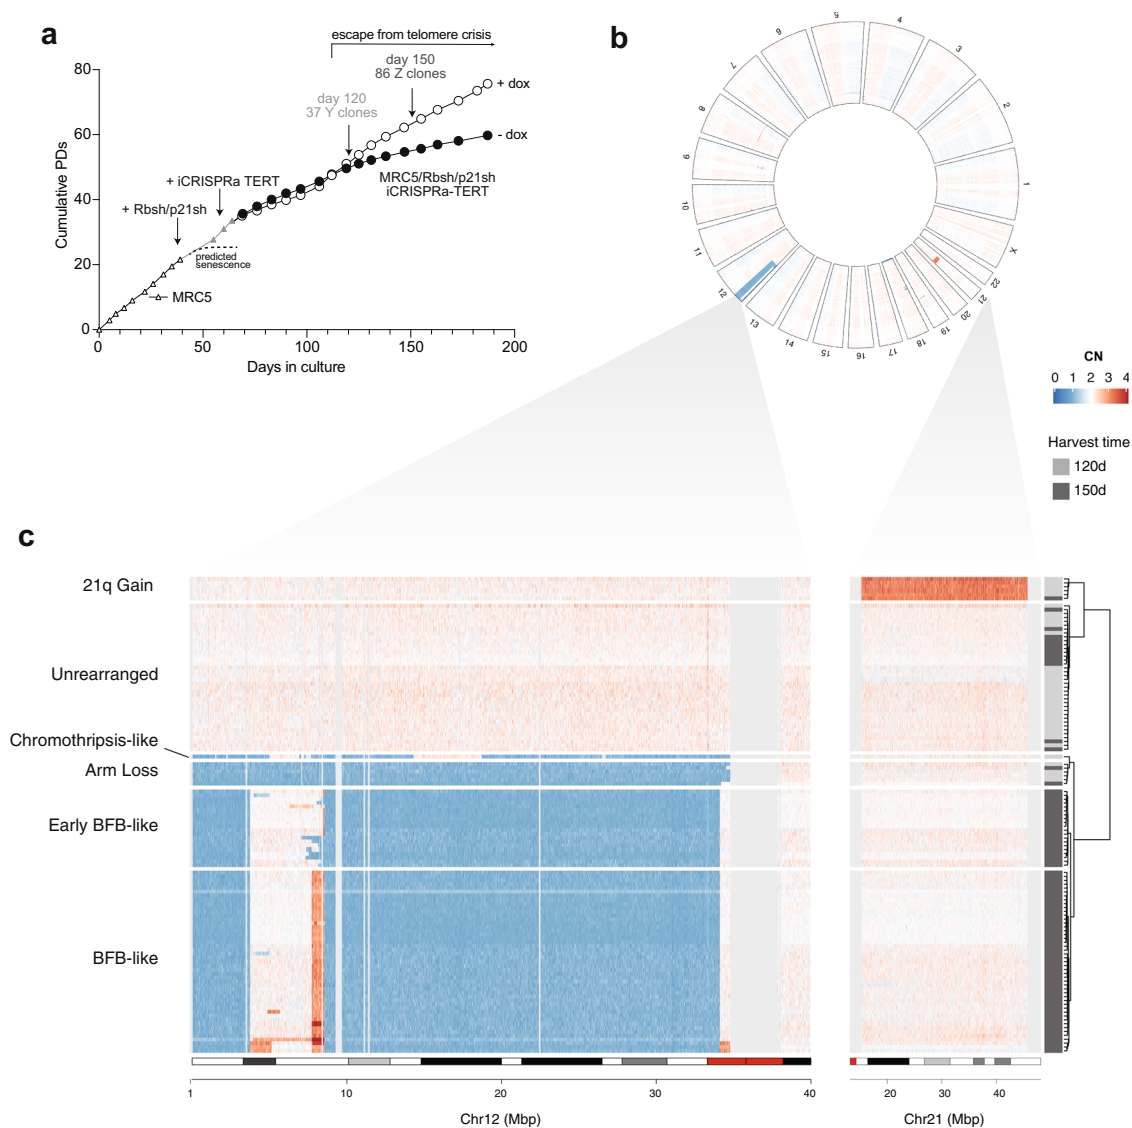 a
escape from telomere crisis
80
60
40
20
0
Cumulative PDs
day 150
86 Z clones
day 120
37 Y clones
+ dox
- dox
+ iCRISPRa TERT
+ Rbsh/p21sh
MRC5/Rbsh/p21sh
iCRISPRa-TERT
predicted
senescence
MRC5
0
50
100
150
200
Days in culture
b
1
2
3
4
5
6
7
8
9
10
11
12
13
14
15
16
17
18
19
20
21
22
X
CN
0 1 2 3 4
Harvest time
120d
150d
c
21q Gain
Unrearranged
Chromothripsis-like
Arm Loss
Early BFB-like
BFB-like
1 10 20 30 40
Chr12 (Mbp)
20 30 40
Chr21 (Mbp)